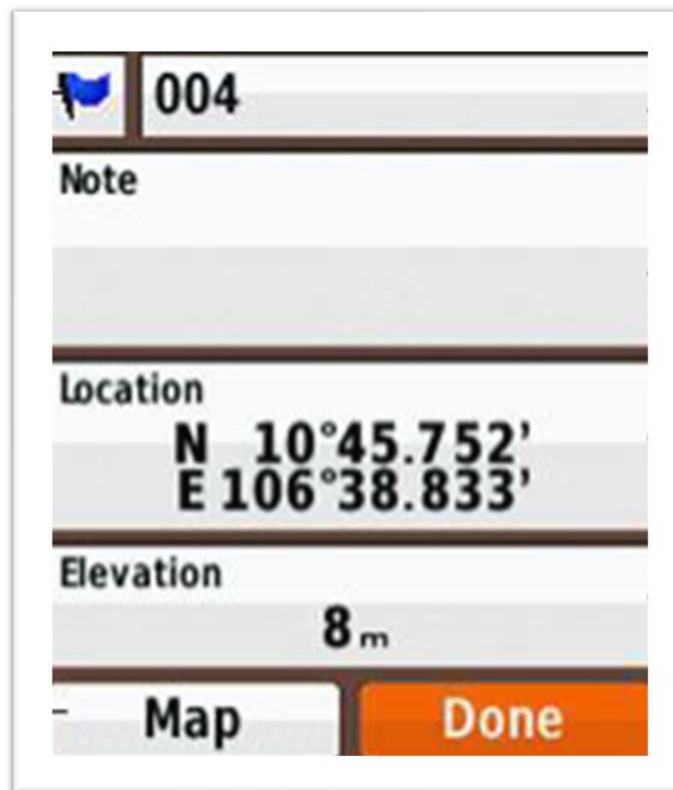 004
Note
Location
N 10°45.752’
E 106°38.833’
Elevation
8 m
Map
Done